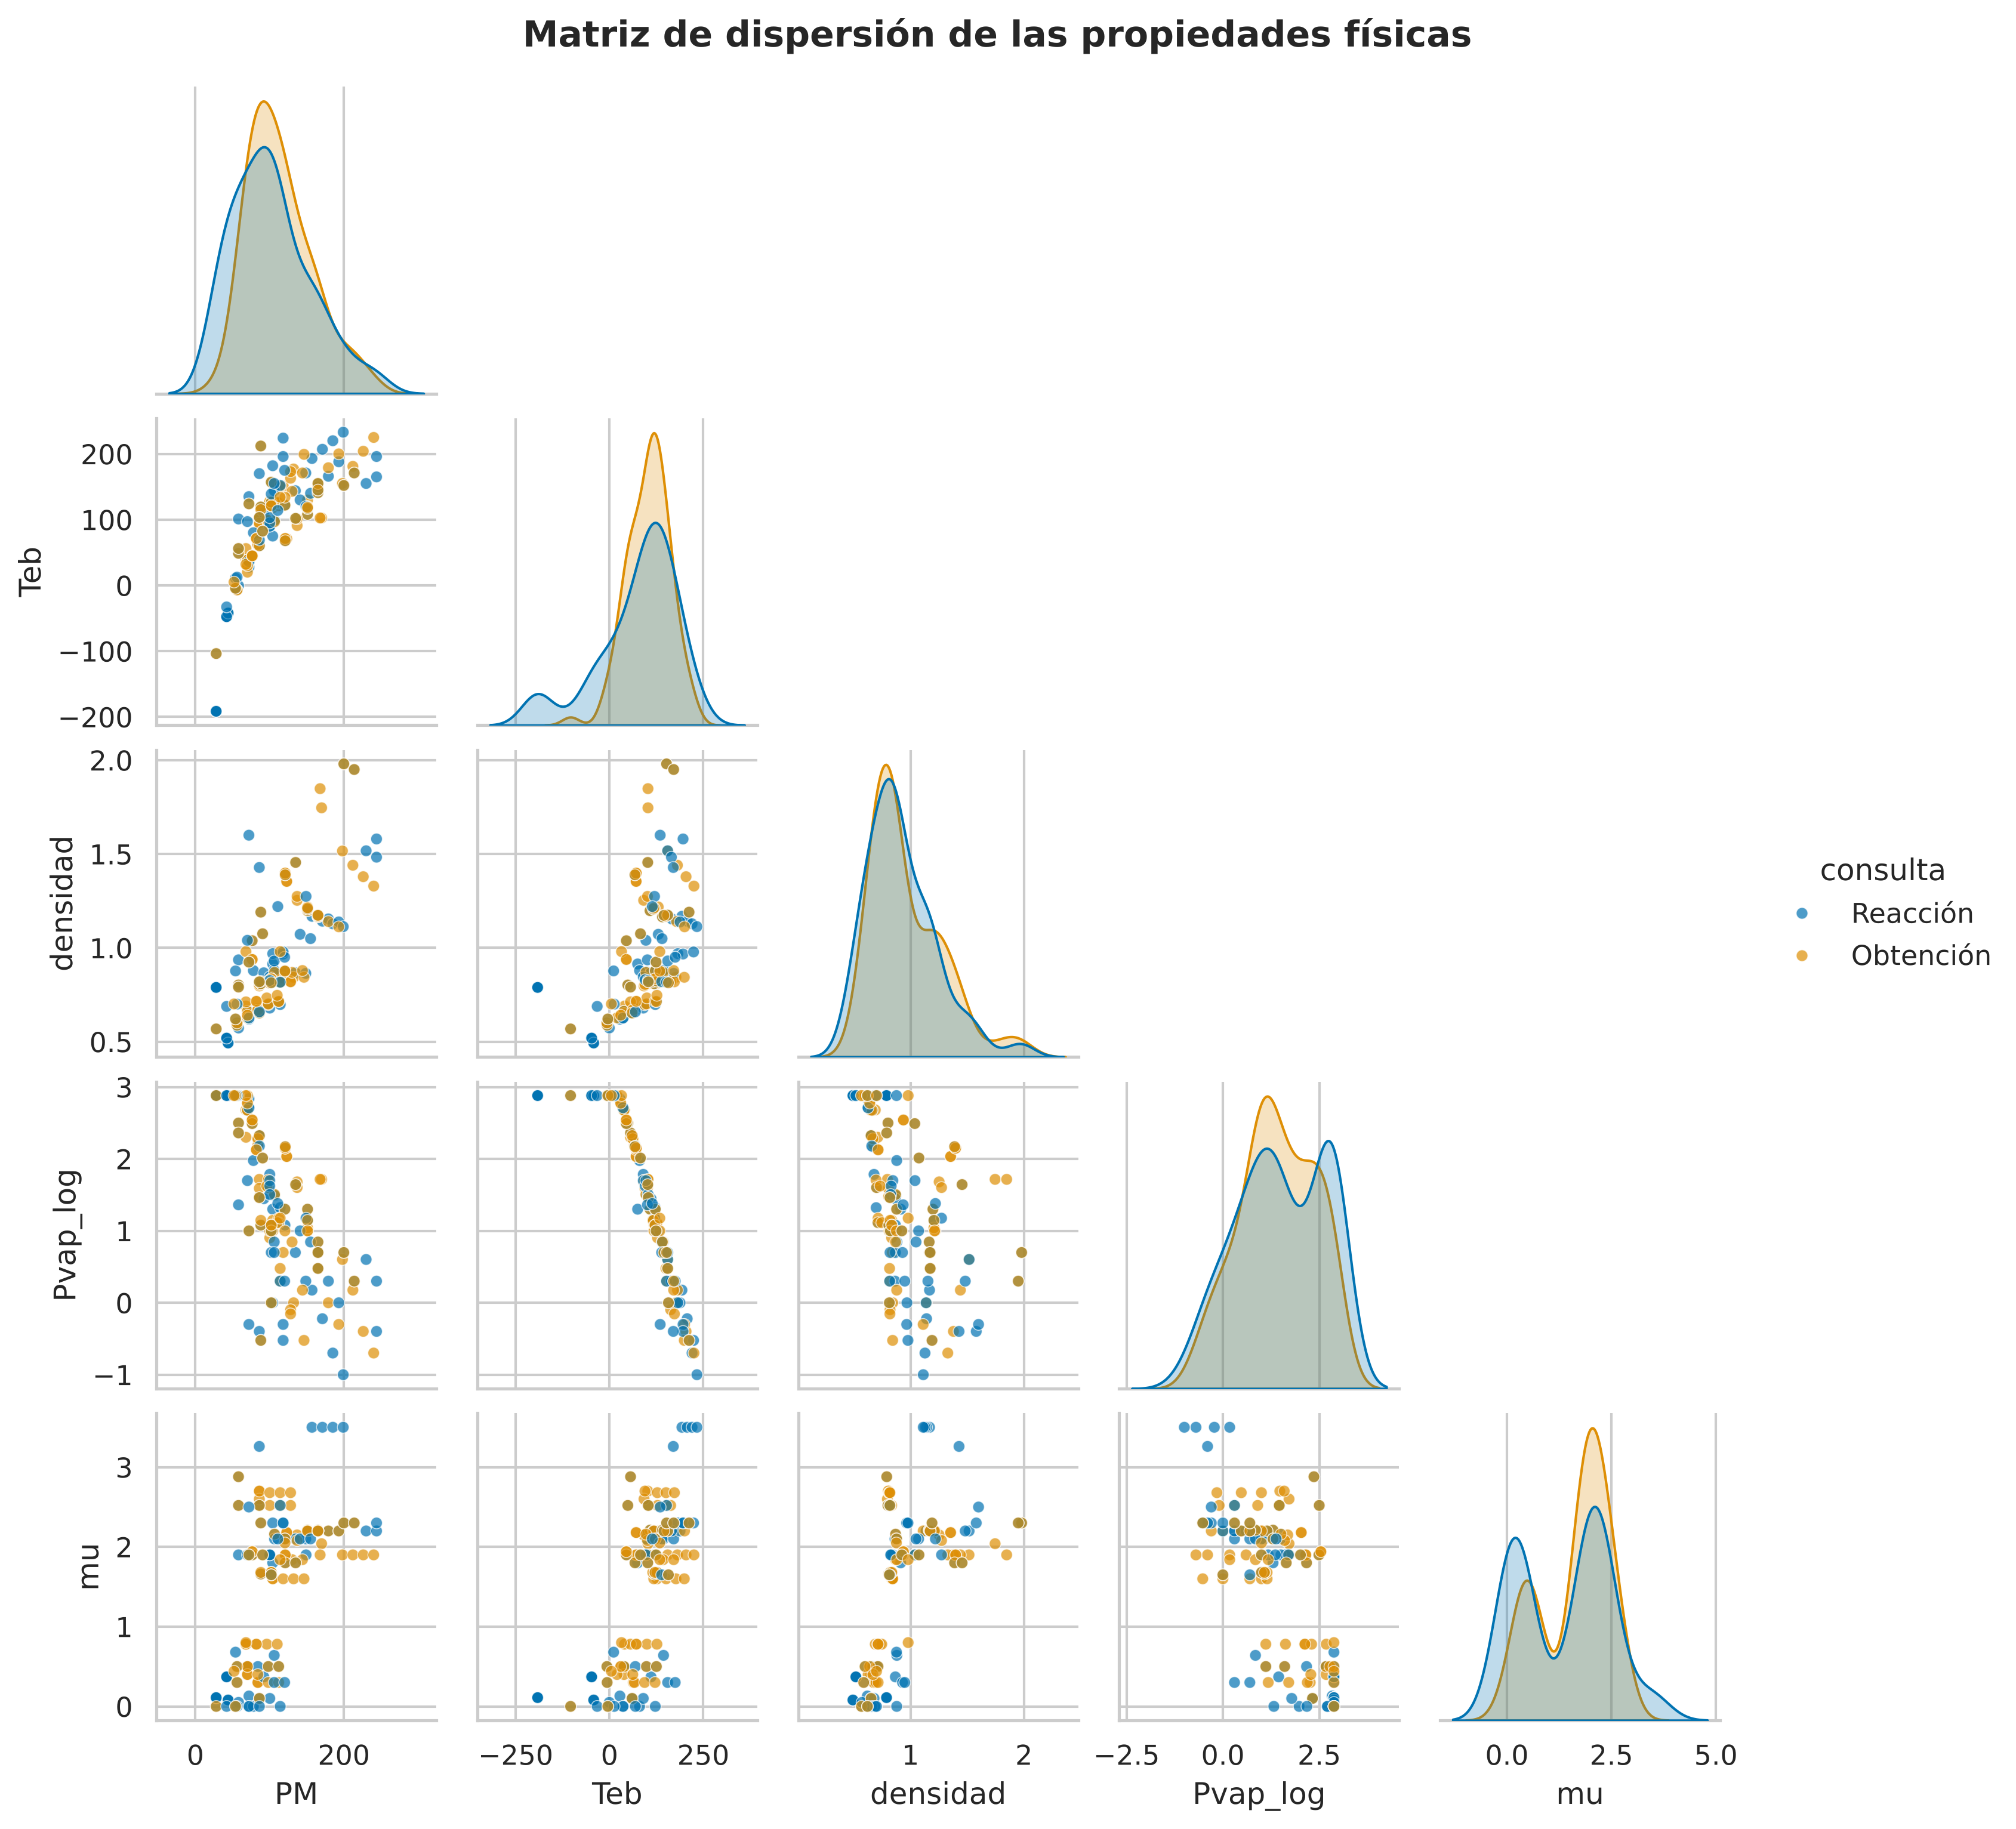 Matriz de dispersión de las propiedades físicas
Teb
200
100
0
−100
−200
densidad
2.0
1.5
1.0
0.5
Pvap_log
3
2
1
0
−1
mu
3
2
1
0
0 200
PM
−250 0 250
Teb
1 2
densidad
−2.5 0.0 2.5
Pvap_log
0.0 2.5 5.0
mu
consulta
Reacción
Obtención